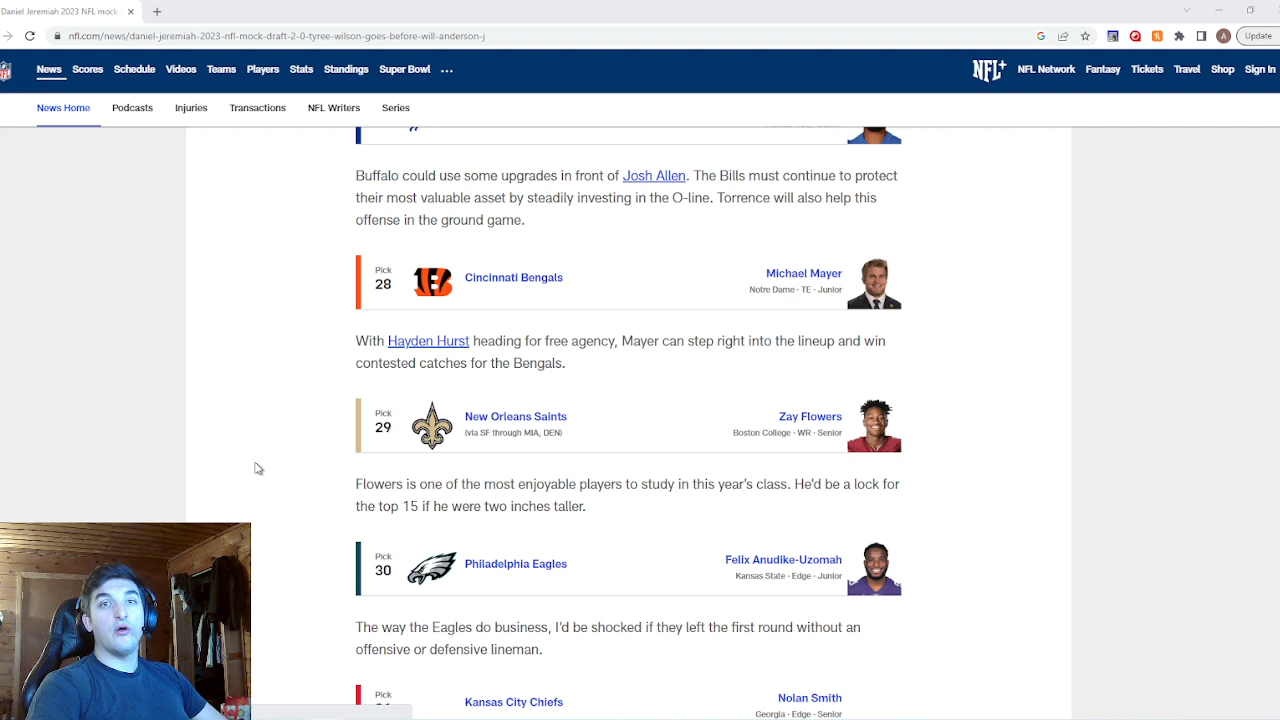 Daniel Jeremiah 2023 NFL mock
nfl.com/news/daniel-jeremiah-2023-nfl-mock-draft-2-0-tyree-wilson-goes-before-will-anderson-j
A
Update
News Scores Schedule Videos Teams Players Stats Standings Super Bowl ...
NFL+ NFL Network Fantasy Tickets Travel Shop Sign In
News Home Podcasts Injuries Transactions NFL Writers Series
Buffalo could use some upgrades in front of Josh Allen. The Bills must continue to protect
their most valuable asset by steadily investing in the O-line. Torrence will also help this
offense in the ground game.
Pick
28
Cincinnati Bengals
Michael Mayer
Notre Dame · TE · Junior
With Hayden Hurst heading for free agency, Mayer can step right into the lineup and win
contested catches for the Bengals.
Pick
29
New Orleans Saints
(via SF through MIA, DEN)
Zay Flowers
Boston College · WR · Senior
Flowers is one of the most enjoyable players to study in this year's class. He'd be a lock for
the top 15 if he were two inches taller.
Pick
30
Philadelphia Eagles
Felix Anudike-Uzomah
Kansas State · Edge · Junior
The way the Eagles do business, I'd be shocked if they left the first round without an
offensive or defensive lineman.
Pick
Kansas City Chiefs
Nolan Smith
Georgia · Edge · Senior